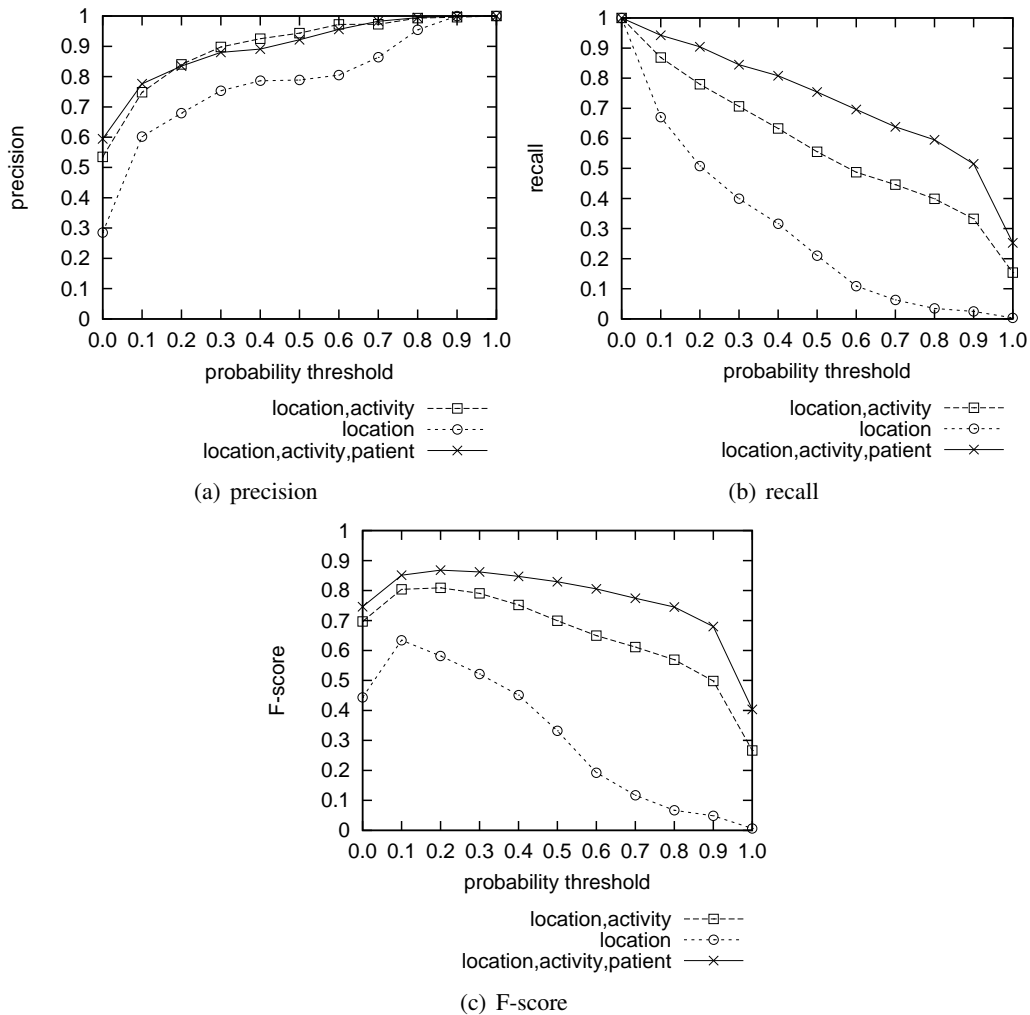 1
0.9
0.8
0.7
0.6
0.5
0.4
0.3
0.2
0.1
0
precision
0.0 0.1 0.2 0.3 0.4 0.5 0.6 0.7 0.8 0.9 1.0
probability threshold
location,activity
location
location,activity,patient
(a) precision
1
0.9
0.8
0.7
0.6
0.5
0.4
0.3
0.2
0.1
0
recall
0.0 0.1 0.2 0.3 0.4 0.5 0.6 0.7 0.8 0.9 1.0
probability threshold
location,activity
location
location,activity,patient
(b) recall
1
0.9
0.8
0.7
0.6
0.5
0.4
0.3
0.2
0.1
0
F-score
0.0 0.1 0.2 0.3 0.4 0.5 0.6 0.7 0.8 0.9 1.0
probability threshold
location,activity
location
location,activity,patient
(c) F-score